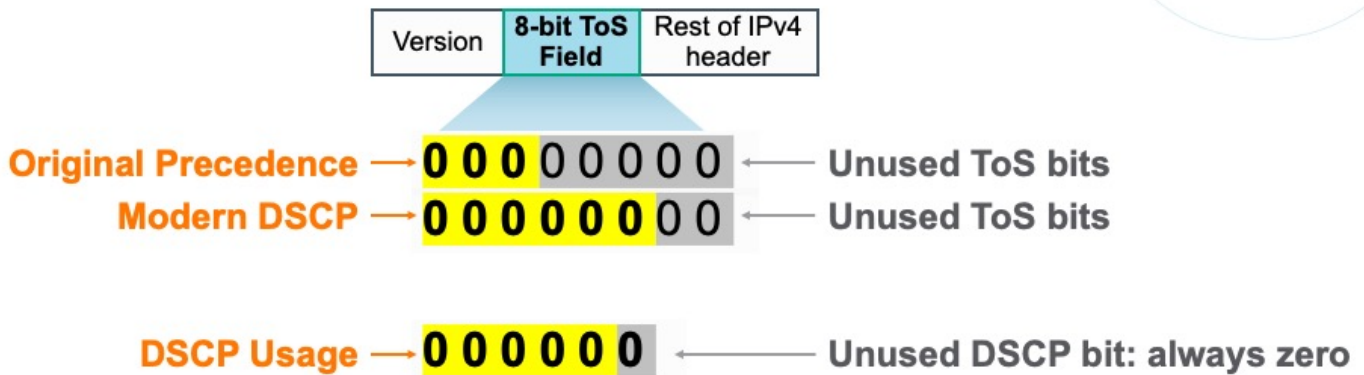 Version
8-bit ToS
Field
Rest of IPv4
header
Original Precedence
0 0 0 0 0 0 0 0
Unused ToS bits
Modern DSCP
0 0 0 0 0 0 0 0
Unused ToS bits
DSCP Usage
0 0 0 0 0 0
Unused DSCP bit: always zero